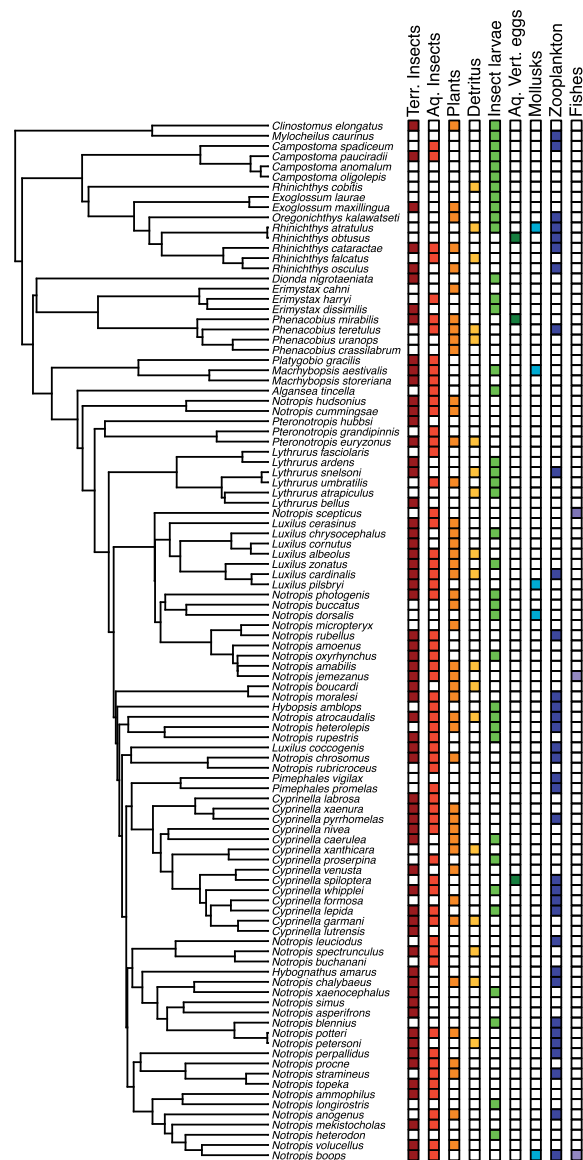 Terr. Insects
Aq. Insects
Plants
Detritus
Insect larvae
Aq. Vert. eggs
Mollusks
Zooplankton
Fishes
Clinostomus elongatus
Mylocheilus caurinus
Campostoma spadiceum
Campostoma pauciradii
Campostoma anomalum
Campostoma oligolepis
Rhinichthys cobitis
Exoglossum laurae
Exoglossum maxillingua
Oregonichthys kalawatseti
Rhinichthys atratulus
Rhinichthys obtusus
Rhinichthys cataractae
Rhinichthys falcatus
Rhinichthys osculus
Dionda nigrotaeniata
Erimystax cahni
Erimystax harryi
Erimystax dissimilis
Phenacobius mirabilis
Phenacobius teretulus
Phenacobius uranops
Phenacobius crassilabrum
Platygobio gracilis
Macrhybopsis aestivalis
Macrhybopsis storeriana
Algansea tincella
Notropis hudsonius
Notropis cummingsae
Pteronotropis hubbsi
Pteronotropis grandipinnis
Pteronotropis euryzonus
Lythrurus fasciolaris
Lythrurus ardens
Lythrurus snelsoni
Lythrurus umbratilis
Lythrurus atrapiculus
Lythrurus bellus
Notropis scepticus
Luxilus cerasinus
Luxilus chrysocephalus
Luxilus cornutus
Luxilus albeolus
Luxilus zonatus
Luxilus cardinalis
Luxilus pilsbryi
Notropis photogenis
Notropis buccatus
Notropis dorsalis
Notropis micropteryx
Notropis rubellus
Notropis amoenus
Notropis oxyrhynchus
Notropis amabilis
Notropis jemezanus
Notropis boucardi
Notropis moralesi
Hybopsis amblops
Notropis atrocaudalis
Notropis heterolepis
Notropis rupestris
Luxilus coccogenis
Notropis chrosomus
Notropis rubricroceus
Pimephales vigilax
Pimephales promelas
Cyprinella labrosa
Cyprinella xaenura
Cyprinella pyrrhomelas
Cyprinella nivea
Cyprinella caerulea
Cyprinella xanthicara
Cyprinella proserpina
Cyprinella venusta
Cyprinella spiloptera
Cyprinella whipplei
Cyprinella formosa
Cyprinella lepida
Cyprinella garmani
Cyprinella lutrensis
Notropis leuciodus
Notropis spectrunculus
Notropis buchanani
Hybognathus amarus
Notropis chalybaeus
Notropis xaenocephalus
Notropis simus
Notropis asperifrons
Notropis blennius
Notropis potteri
Notropis petersoni
Notropis perpallidus
Notropis procne
Notropis stramineus
Notropis topeka
Notropis ammophilus
Notropis longirostris
Notropis anogenus
Notropis mekistocholas
Notropis heterodon
Notropis volucellus
Notropis boops